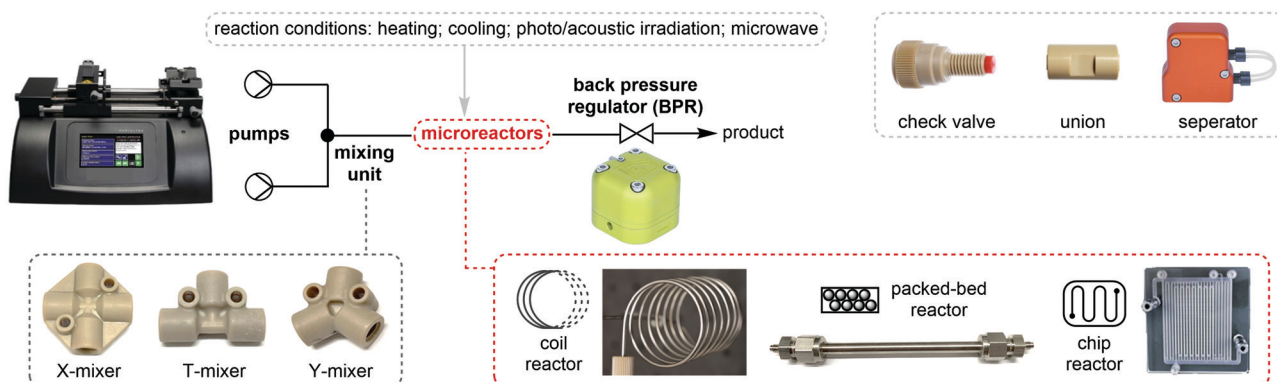 reaction conditions: heating; cooling; photo/acoustic irradiation; microwave
pumps
mixing
unit
microreactors
back pressure
regulator (BPR)
product
check valve
union
seperator
X-mixer
T-mixer
Y-mixer
coil
reactor
packed-bed
reactor
chip
reactor